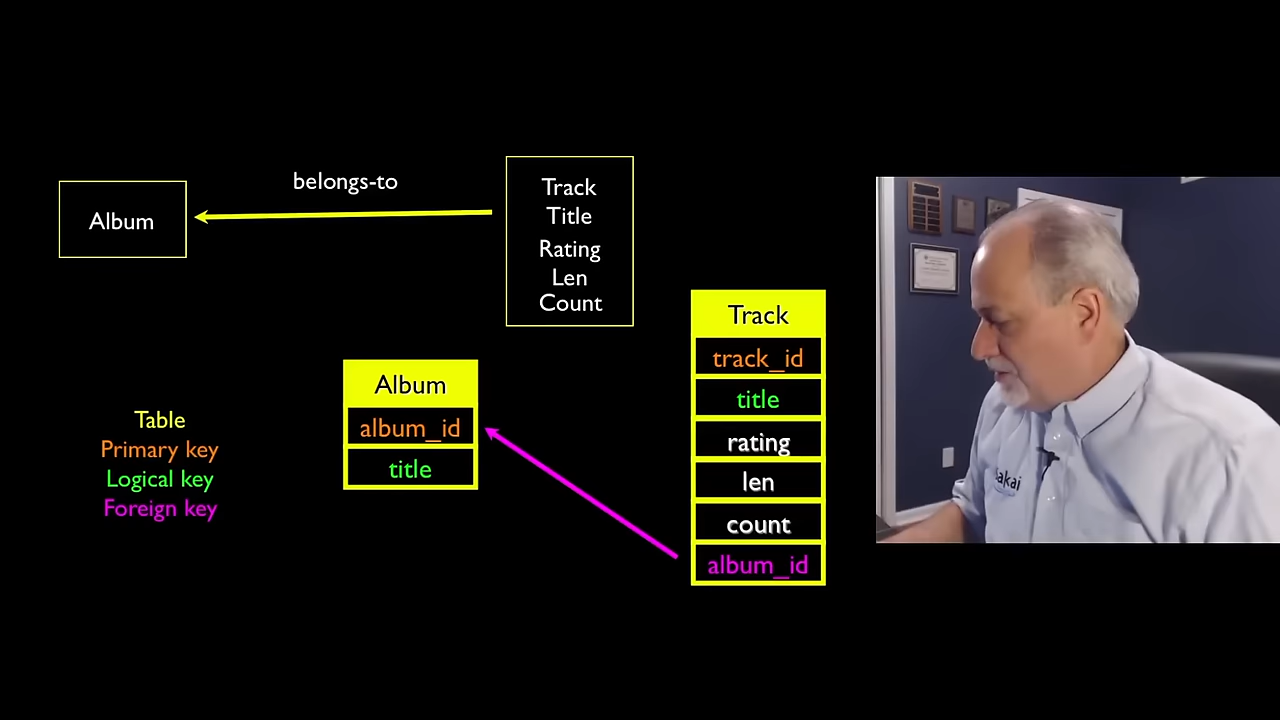 belongs-to
Album
Track
Title
Rating
Len
Count
Table
Primary key
Logical key
Foreign key
Album
album_id
title
Track
track_id
title
rating
len
count
album_id
akai